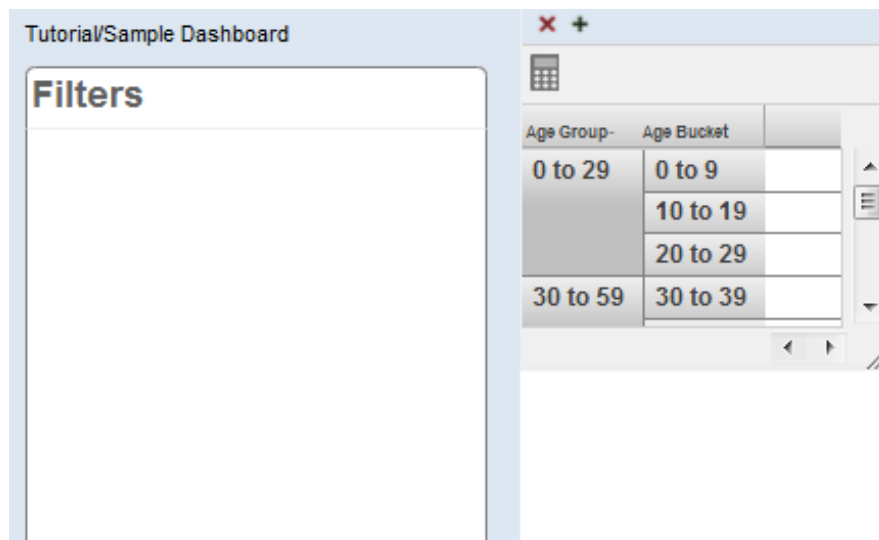 Tutorial/Sample Dashboard
Filters
Age Group- Age Bucket
0 to 29 0 to 9
10 to 19
20 to 29
30 to 59 30 to 39